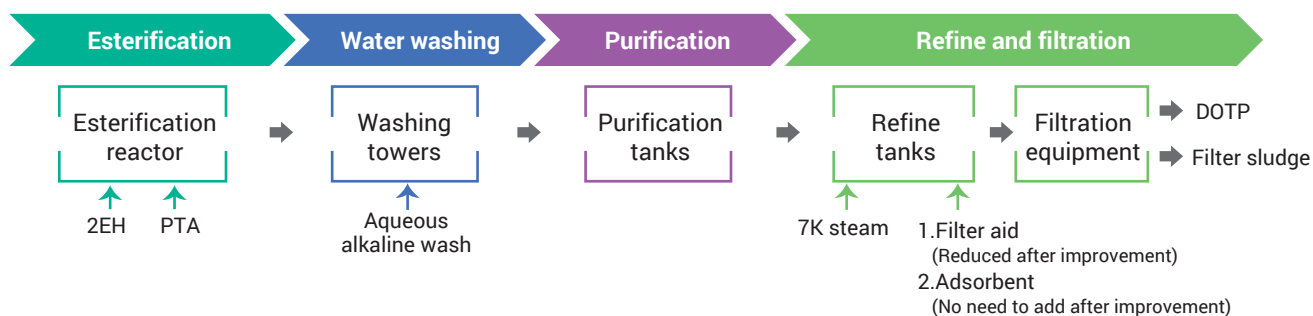 Esterification
Water washing
Purification
Refine and filtration
Esterification
reactor
Washing
towers
Purification
tanks
Refine
tanks
Filtration
equipment
DOTP
Filter sludge
2EH
PTA
Aqueous
alkaline wash
7K steam
1.Filter aid
(Reduced after improvement)
2.Adsorbent
(No need to add after improvement)